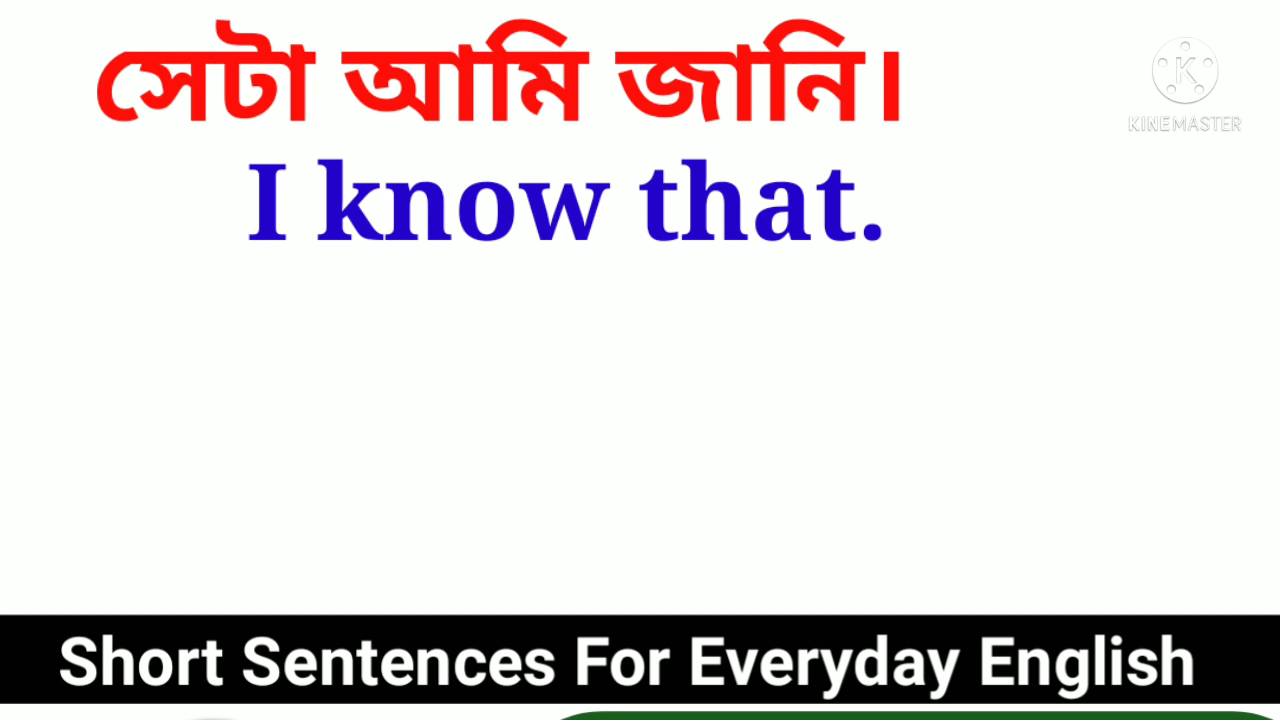 সেটা আমি জানি।
I know that.
KINEMASTER
Short Sentences For Everyday English